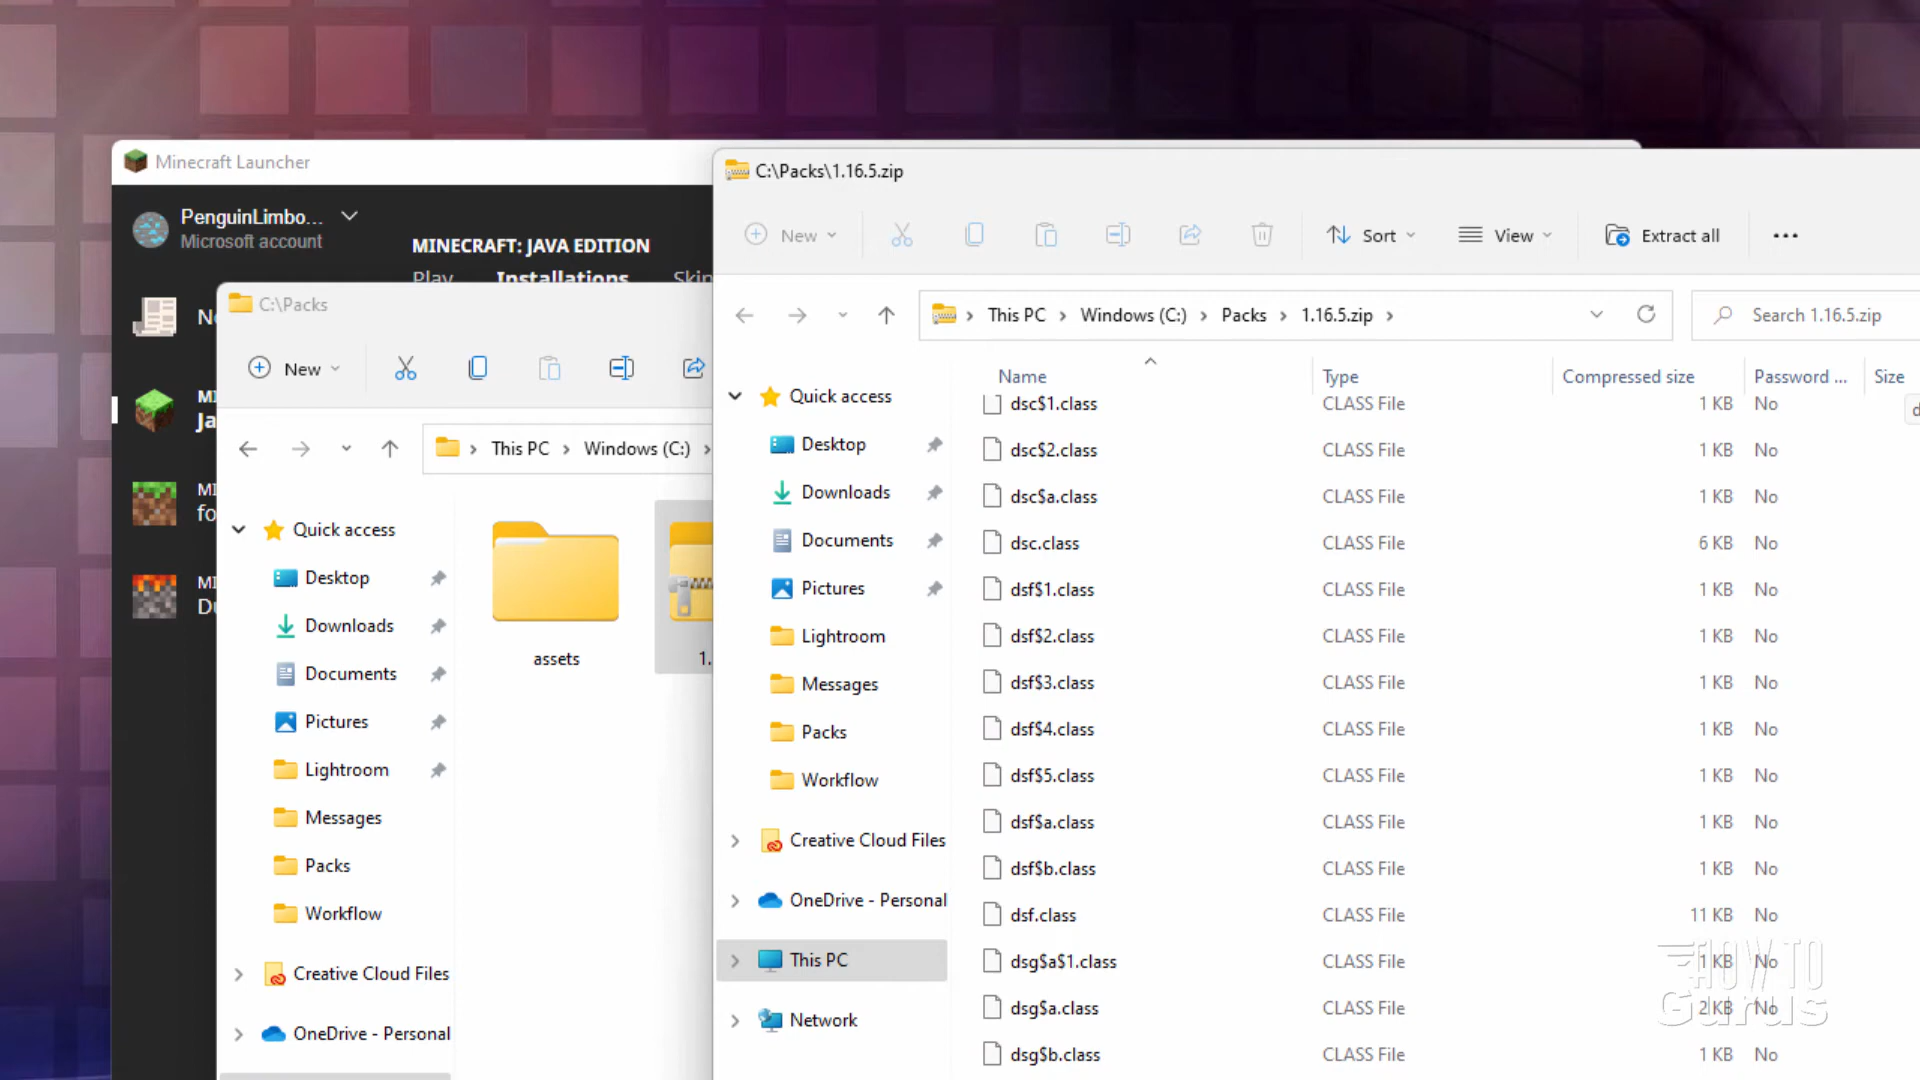 Minecraft Launcher
PenguinLimbo...
Microsoft account
MINECRAFT: JAVA EDITION
Play Installations
C:\Packs
New
This PC > Windows (C:) >
Quick access
Desktop
Downloads
Documents
Pictures
Lightroom
Messages
Packs
Workflow
Creative Cloud Files
OneDrive - Personal
assets
1.
C:\Packs\1.16.5.zip
New
Sort
View
Extract all
This PC > Windows (C:) > Packs > 1.16.5.zip >
Search 1.16.5.zip
Quick access
Desktop
Downloads
Documents
Pictures
Lightroom
Messages
Packs
Workflow
Creative Cloud Files
OneDrive - Personal
This PC
Network
Name Type Compressed size Password ... Size
dsc$1.class CLASS File 1 KB No
dsc$2.class CLASS File 1 KB No
dsc$a.class CLASS File 1 KB No
dsc.class CLASS File 6 KB No
dsf$1.class CLASS File 1 KB No
dsf$2.class CLASS File 1 KB No
dsf$3.class CLASS File 1 KB No
dsf$4.class CLASS File 1 KB No
dsf$5.class CLASS File 1 KB No
dsf$a.class CLASS File 1 KB No
dsf$b.class CLASS File 1 KB No
dsf.class CLASS File 11 KB No
dsg$a$1.class CLASS File 1 KB No
dsg$a.class CLASS File 2 KB No
dsg$b.class CLASS File 1 KB No
HOW TO
Gurus